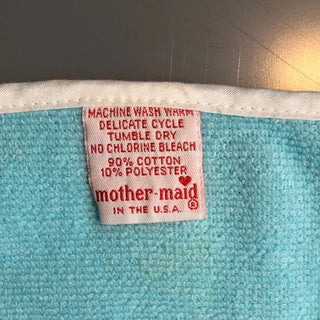 MACHINE WASH WARM
DELICATE CYCLE
TUMBLE DRY
NO CHLORINE BLEACH
90% COTTON
10% POLYESTER
mother-maid®
IN THE U.S.A.